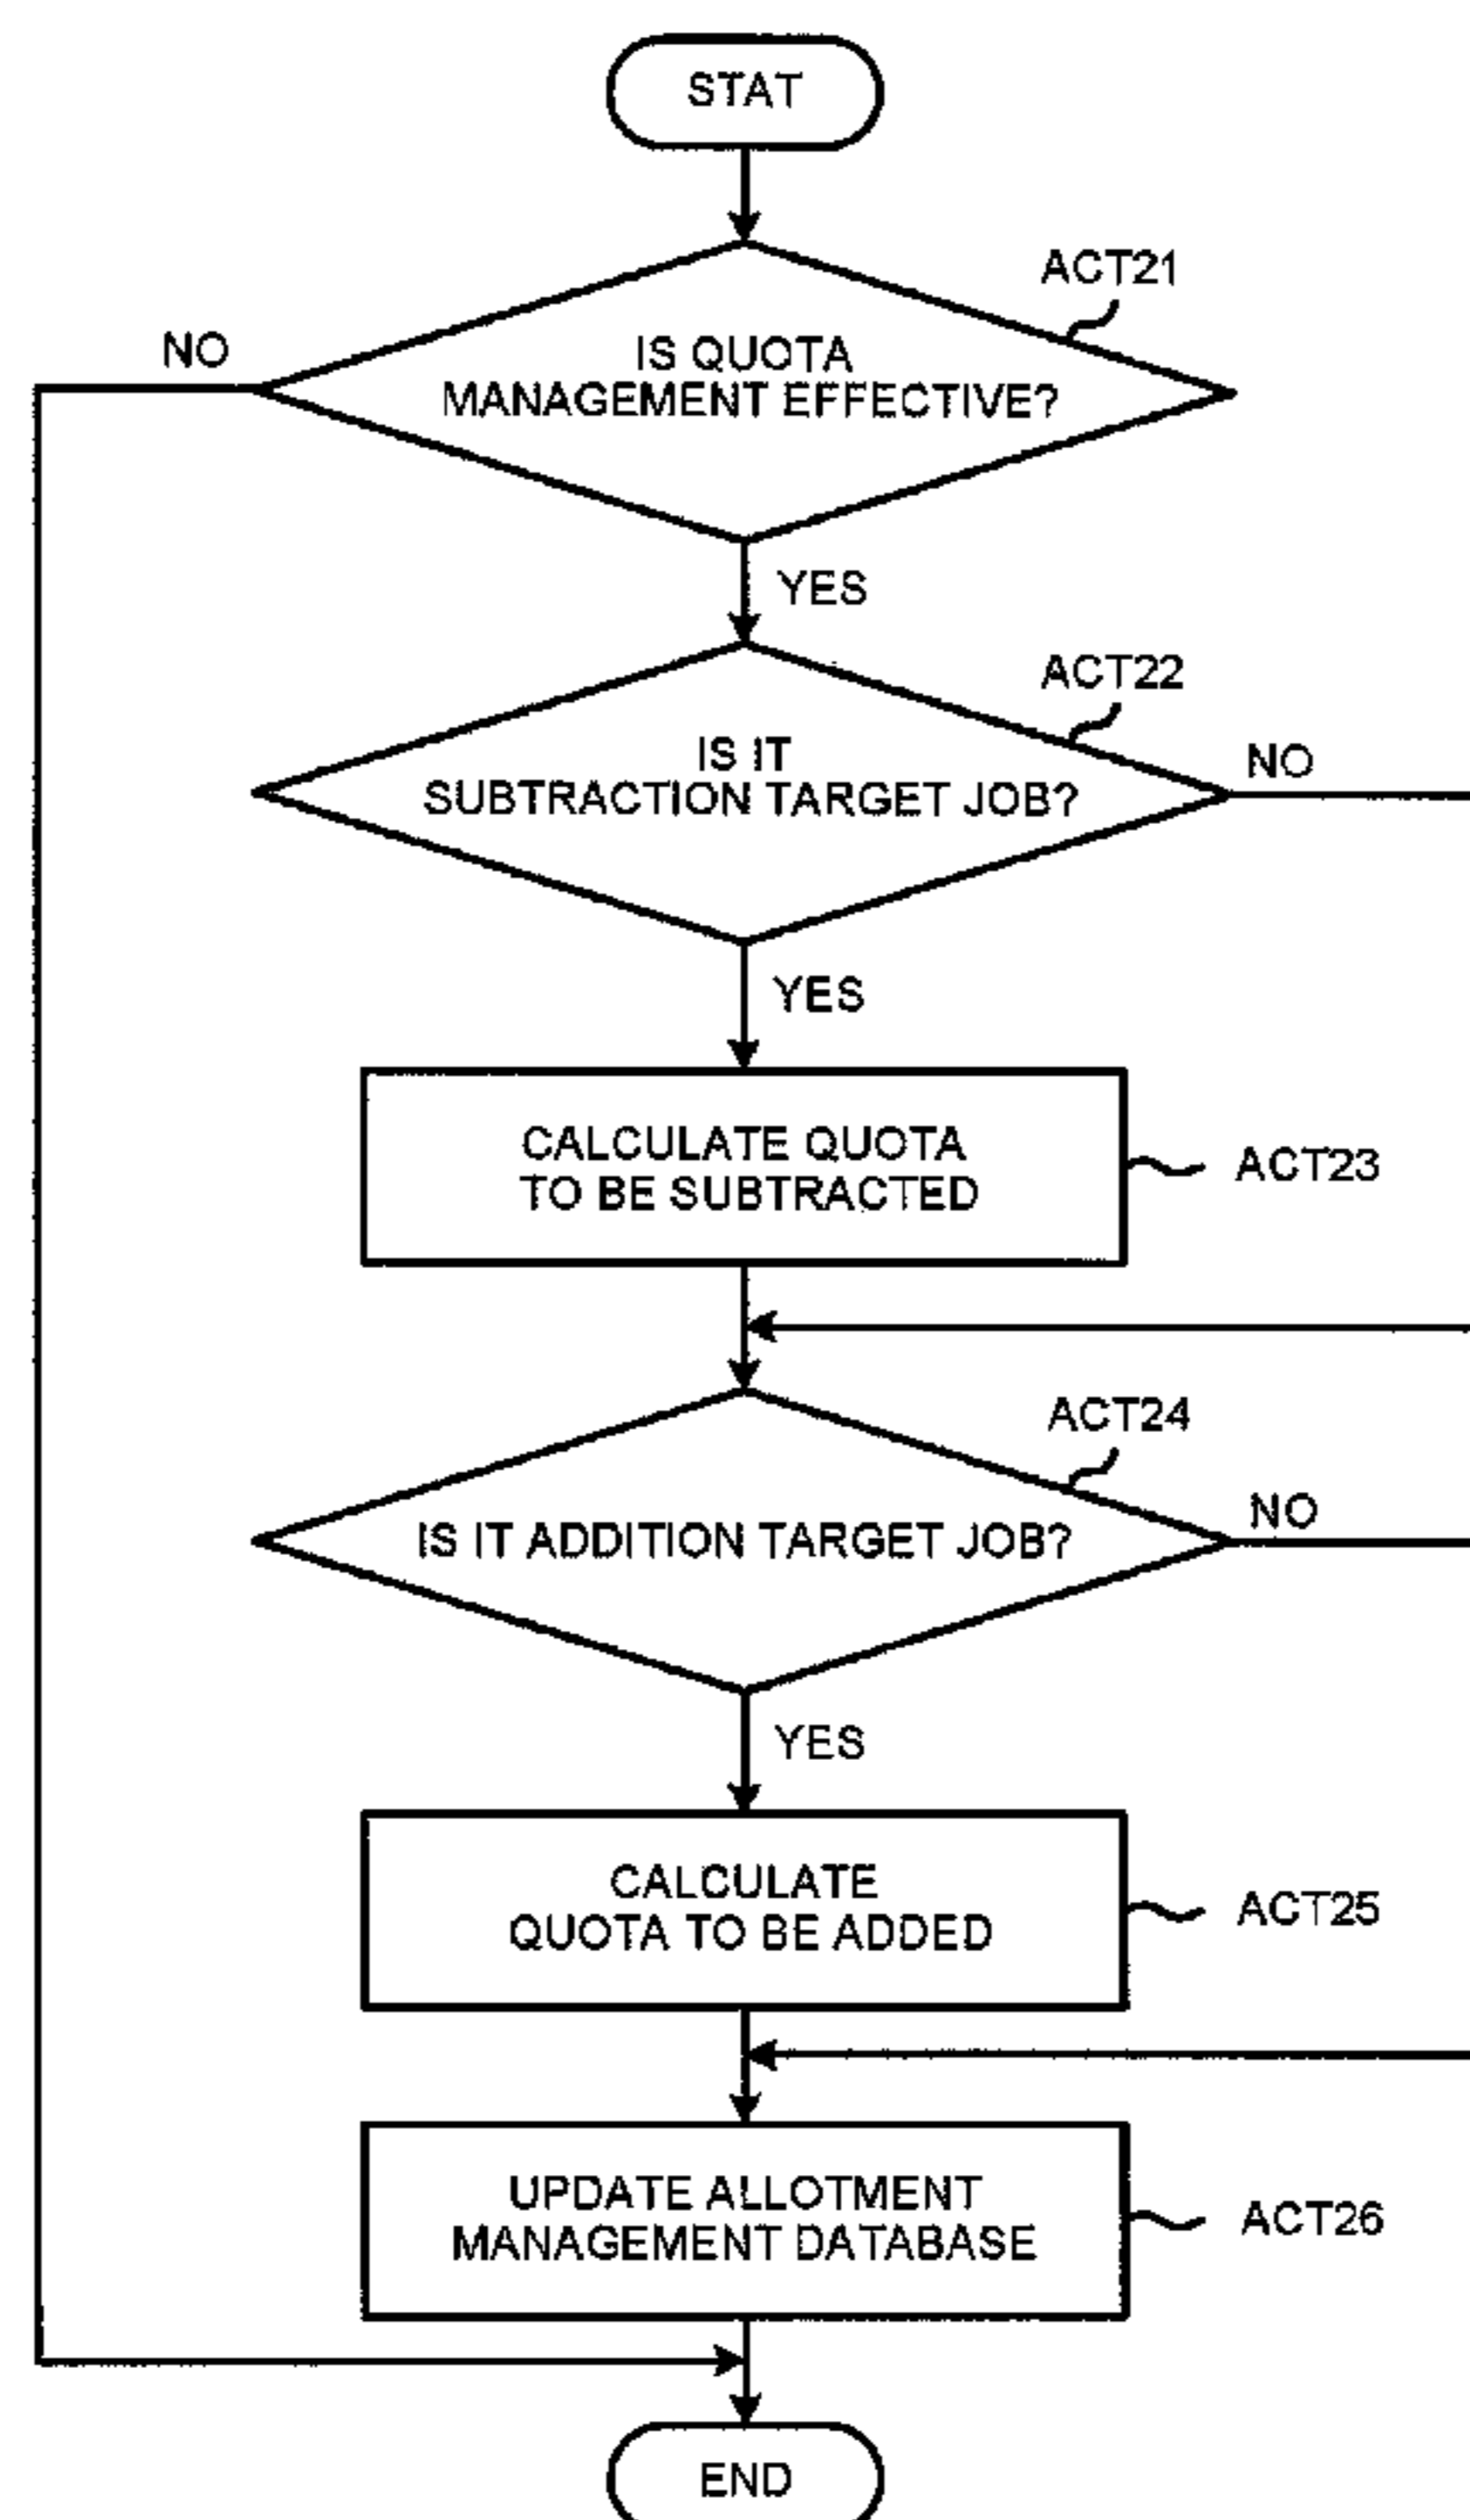 STAT
ACT21
NO
IS QUOTA
MANAGEMENT EFFECTIVE?
YES
ACT22
IS IT
SUBTRACTION TARGET JOB?
NO
YES
CALCULATE QUOTA
TO BE SUBTRACTED
ACT23
ACT24
IS IT ADDITION TARGET JOB?
NO
YES
CALCULATE
QUOTA TO BE ADDED
ACT25
UPDATE ALLOTMENT
MANAGEMENT DATABASE
ACT26
END